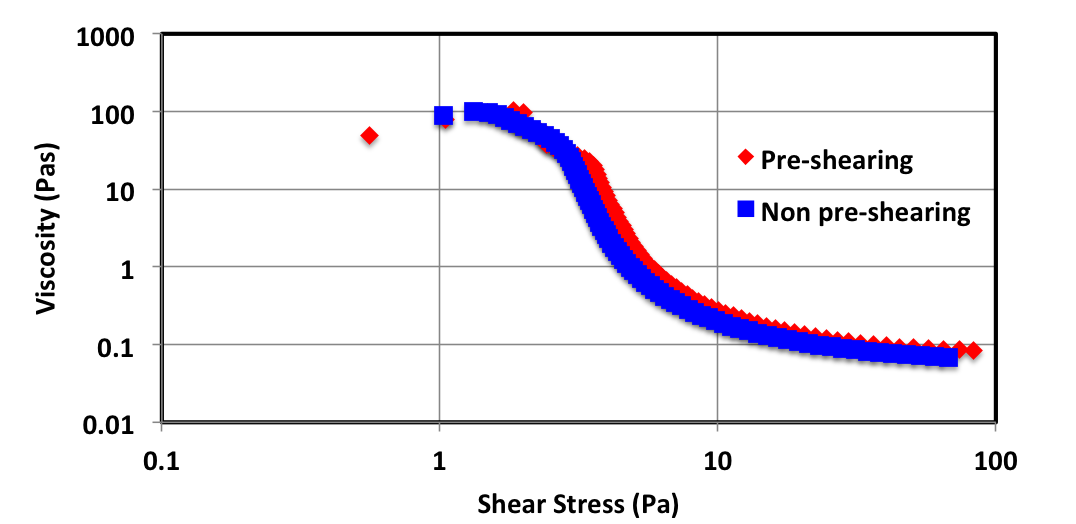 1000
100
10
1
0.1
0.01
Viscosity (Pas)
Pre-shearing
Non pre-shearing
0.1
1
10
100
Shear Stress (Pa)